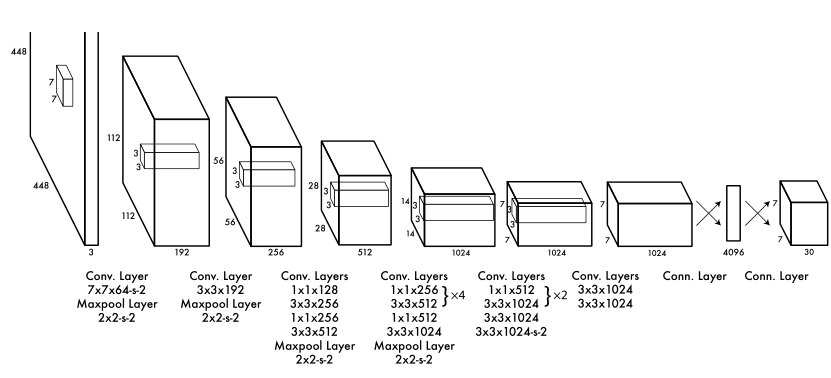 448
7
7
448
3
112
3
3
112
192
56
3
3
56
256
28
3
3
28
512
14
3
3
14
1024
7
3
3
7
1024
7
7
1024
4096
7
7
30
Conv. Layer
7x7x64-s-2
Maxpool Layer
2x2-s-2
Conv. Layer
3x3x192
Maxpool Layer
2x2-s-2
Conv. Layers
1x1x128
3x3x256
1x1x256
3x3x512
Maxpool Layer
2x2-s-2
Conv. Layers
1x1x256
3x3x512
}×4
1x1x512
3x3x1024
Maxpool Layer
2x2-s-2
Conv. Layers
1x1x512
3x3x1024
}×2
3x3x1024
3x3x1024-s-2
Conv. Layers
3x3x1024
3x3x1024
Conn. Layer
Conn. Layer